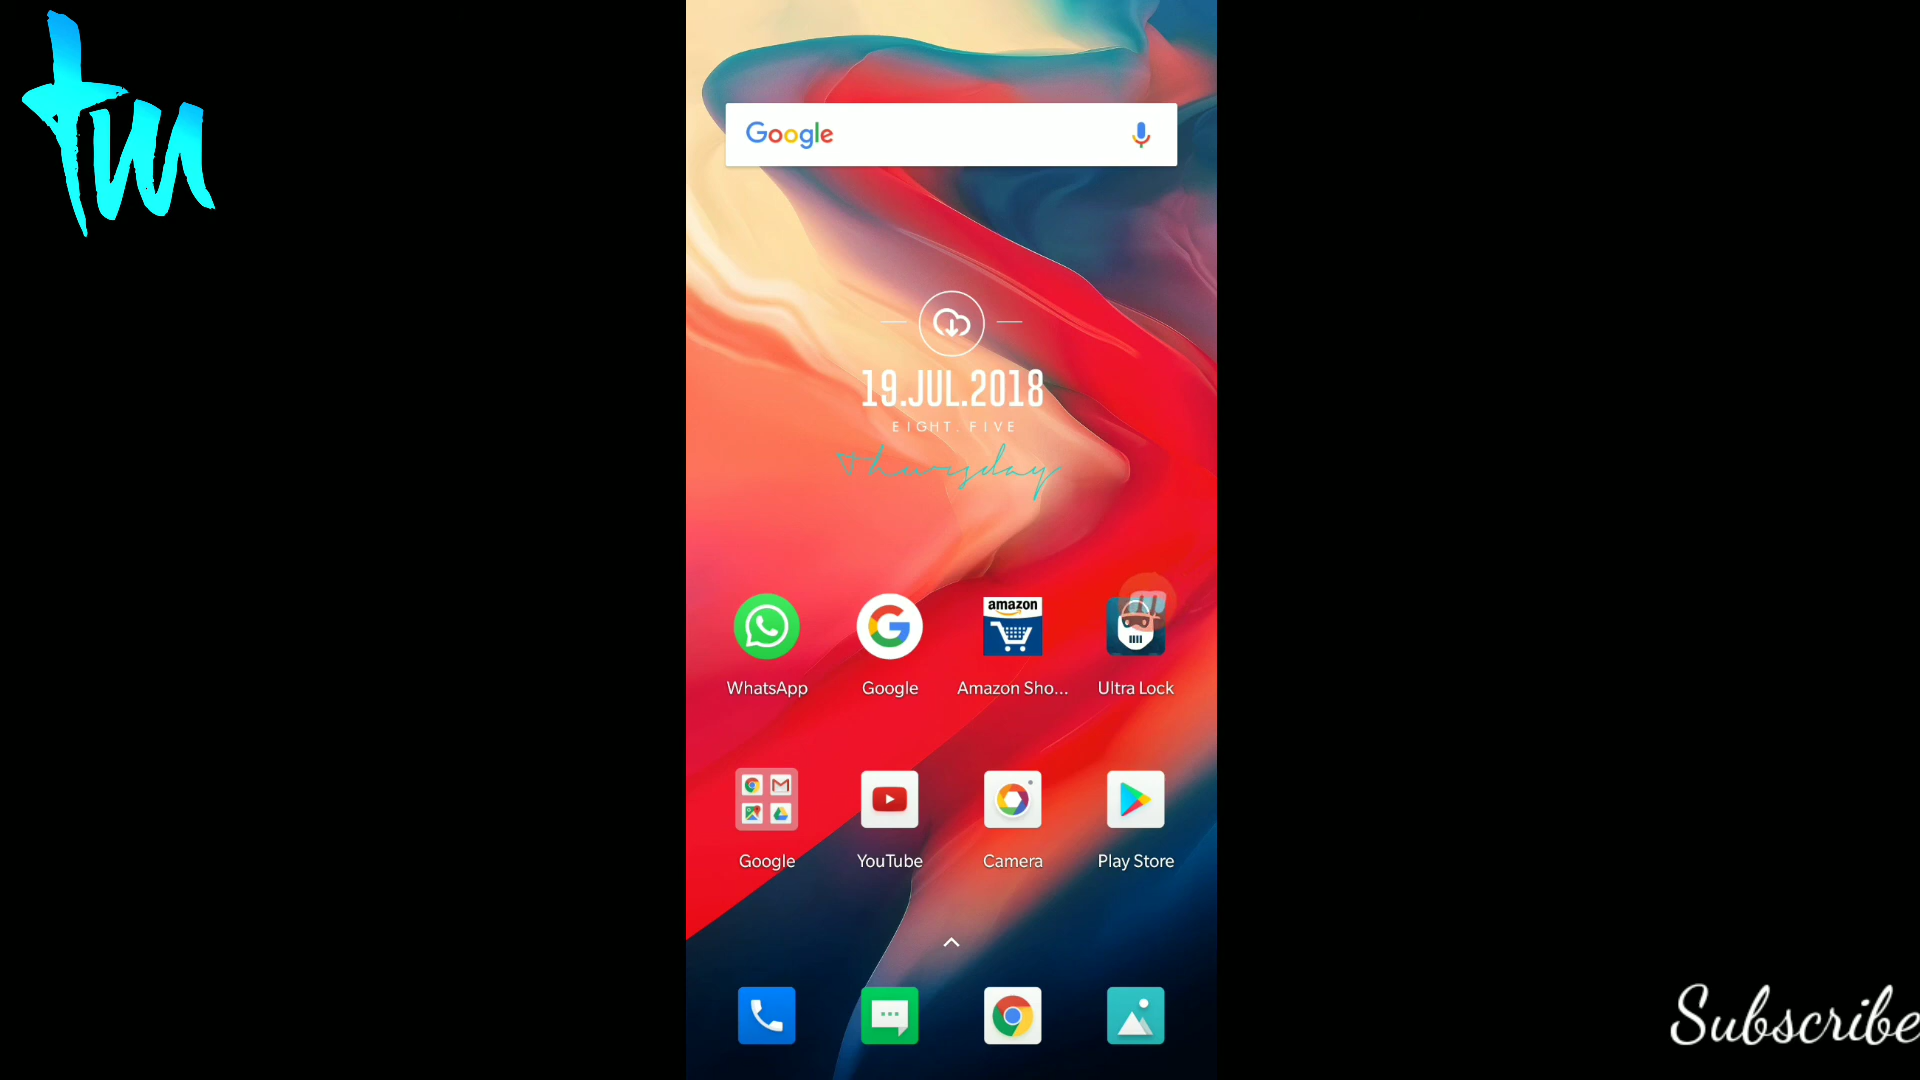 tm
Google
19.JUL.2018
EIGHT.FIVE
Thursday
amazon
WhatsApp
Google
Amazon Sho...
Ultra Lock
Google
YouTube
Camera
Play Store
Subscribe